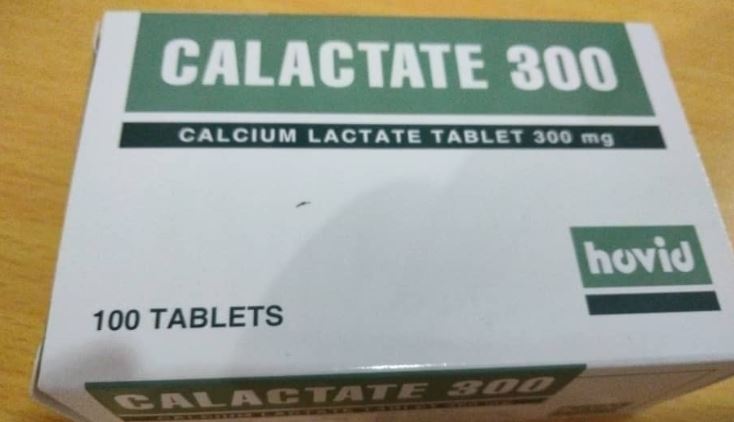 CALACTATE 300
CALCIUM LACTATE TABLET 300 mg
hovid
100 TABLETS
CALACTATE 300